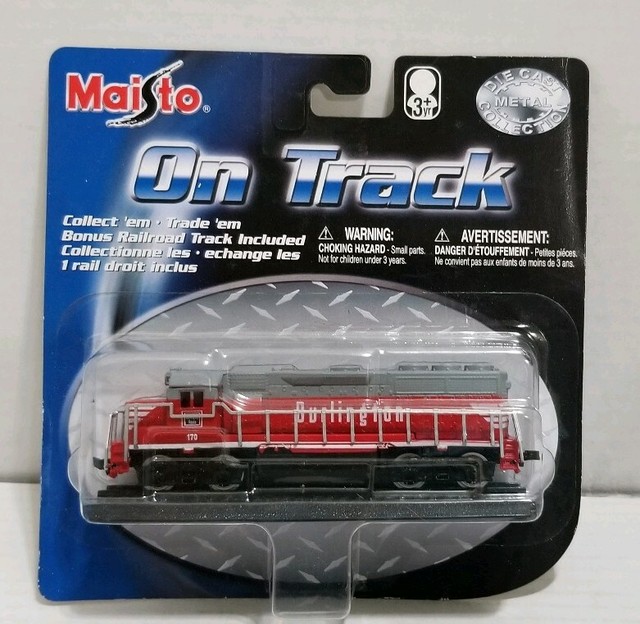 Maisto®
3+
yr
DIE CAST
METAL
COLLECTION
On Track
Collect 'em · Trade 'em
Bonus Railroad Track Included
Collectionne les · echange les
1 rail droit inclus
⚠ WARNING:
CHOKING HAZARD - Small parts.
Not for children under 3 years.
⚠ AVERTISSEMENT:
DANGER D'ÉTOUFFEMENT - Petites pièces.
Ne convient pas aux enfants de moins de 3 ans.
Burlington
170